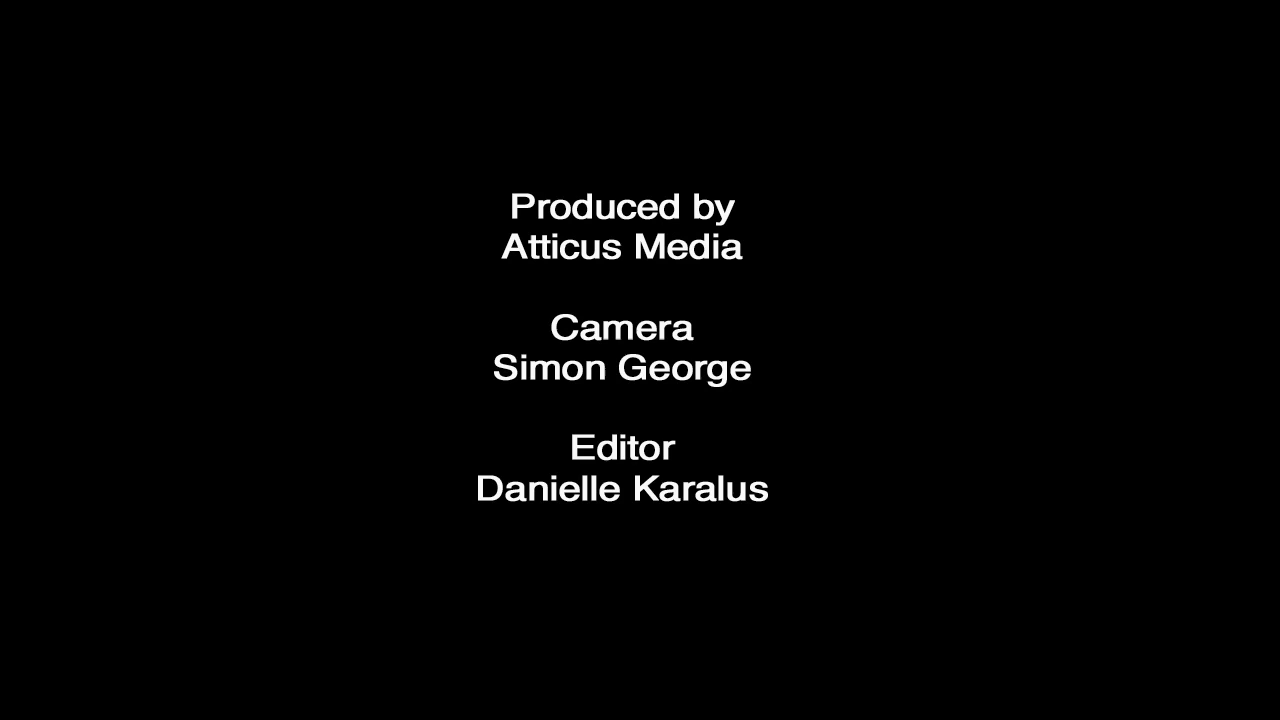 Produced by
Atticus Media
Camera
Simon George
Editor
Danielle Karalus